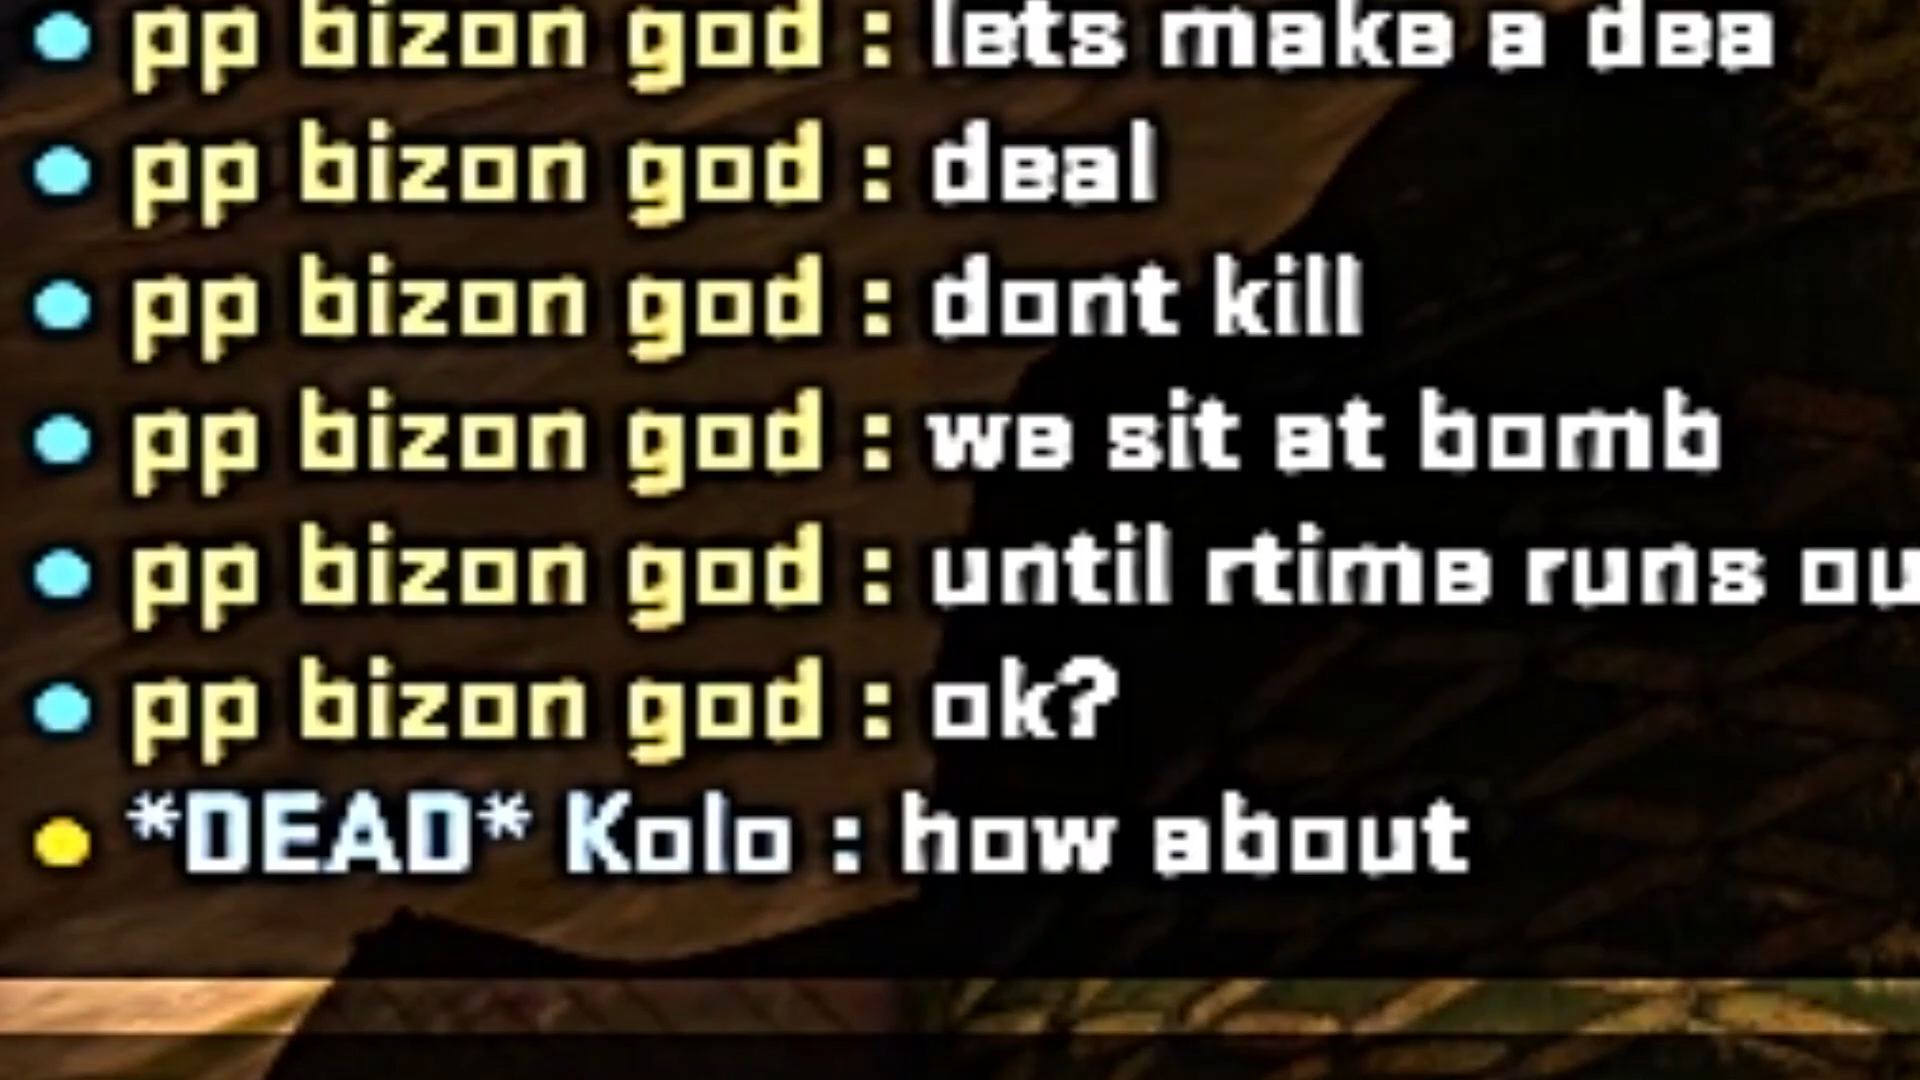 pp bizon god : lets make a dea
pp bizon god : deal
pp bizon god : dont kill
pp bizon god : we sit at bomb
pp bizon god : until rtime runs ou
pp bizon god : ok?
*DEAD* Kolo : how about